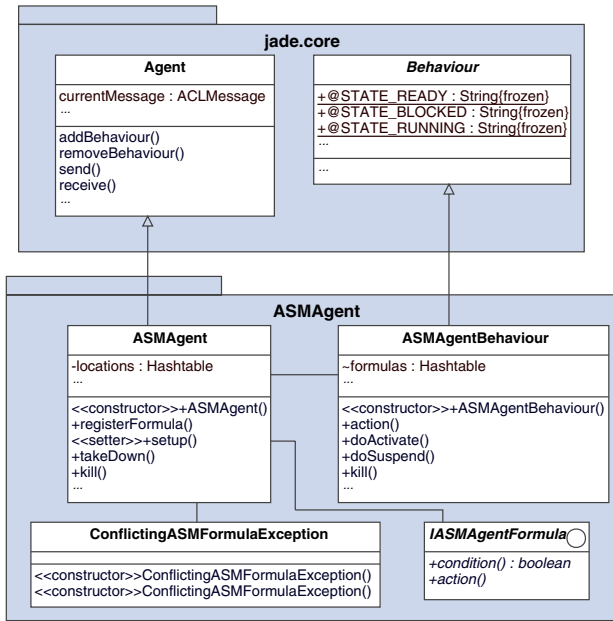 jade.core
Agent
currentMessage : ACLMessage
...
addBehaviour()
removeBehaviour()
send()
receive()
...
Behaviour
+@STATE_READY : String{frozen}
+@STATE_BLOCKED : String{frozen}
+@STATE_RUNNING : String{frozen}
...
...
ASMAgent
ASMAgent
-locations : Hashtable
...
<<constructor>>+ASMAgent()
+registerFormula()
<<setter>>+setup()
+takeDown()
+kill()
...
ASMAgentBehaviour
~formulas : Hashtable
...
<<constructor>>+ASMAgentBehaviour()
+action()
+doActivate()
+doSuspend()
+kill()
...
ConflictingASMFormulaException
<<constructor>>ConflictingASMFormulaException()
<<constructor>>ConflictingASMFormulaException()
IASMAgentFormula
+condition() : boolean
+action()